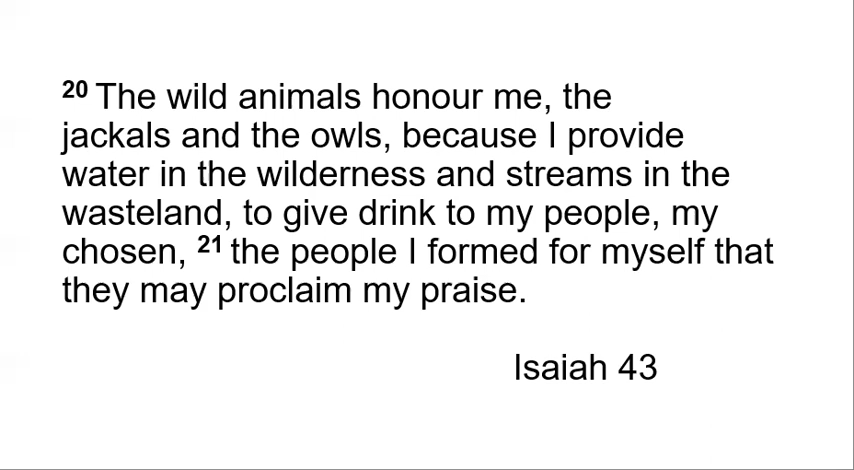 20 The wild animals honour me, the
jackals and the owls, because I provide
water in the wilderness and streams in the
wasteland, to give drink to my people, my
chosen, 21 the people I formed for myself that
they may proclaim my praise.
Isaiah 43